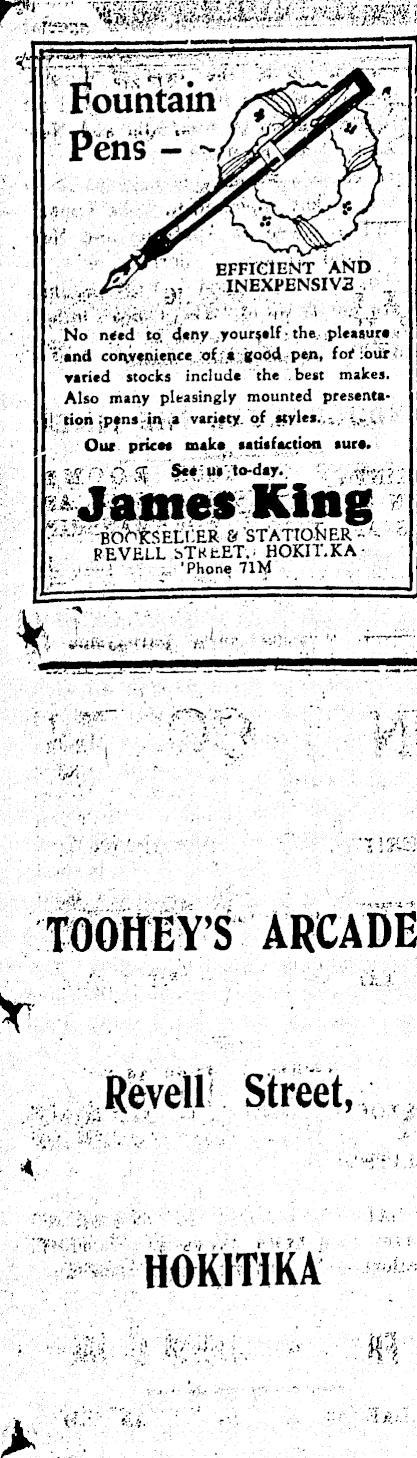 Fountain
Pens – ~
EFFICIENT AND
INEXPENSIVE
No need to deny yourself the pleasure
and convenience of a good pen, for our
varied stocks include the best makes.
Also many pleasingly mounted presenta-
tion pens in a variety of styles.
Our prices make satisfaction sure.
See us to-day.
James King
BOOKSELLER & STATIONER
REVELL STREET, HOKITIKA
'Phone 71M
TOOHEY'S ARCADE
Revell Street,
HOKITIKA